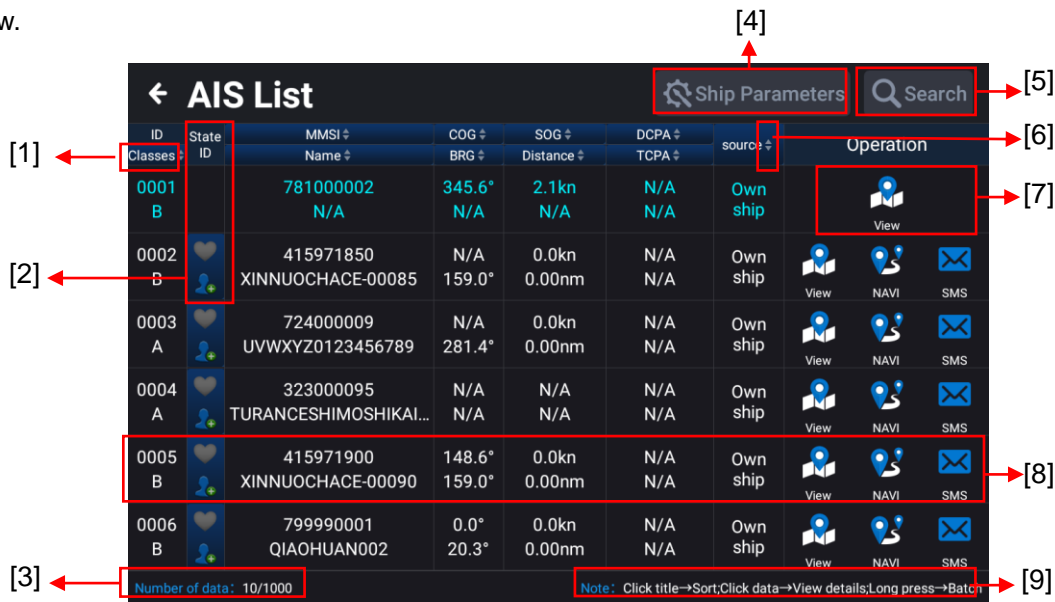 w.
[4]
← AIS List Ship Parameters Search [5]
ID State MMSI COG SOG DCPA source Operation [6]
[1] Classes ID Name BRG Distance TCPA
0001 781000002 345.6° 2.1kn N/A Own [7]
B N/A N/A N/A N/A ship
View
0002 415971850 N/A 0.0kn N/A Own
[2] B XINNUOCHACE-00085 159.0° 0.00nm N/A ship
View NAVI SMS
0003 724000009 N/A 0.0kn N/A Own
A UVWXYZ0123456789 281.4° 0.00nm N/A ship
View NAVI SMS
0004 323000095 N/A N/A N/A Own
A TURANCESHIMOSHIKAI... N/A N/A N/A ship
View NAVI SMS
0005 415971900 148.6° 0.0kn N/A Own
B XINNUOCHACE-00090 159.0° 0.00nm N/A ship [8]
View NAVI SMS
0006 799990001 0.0° 0.0kn N/A Own
B QIAOHUAN002 20.3° 0.00nm N/A ship
View NAVI SMS
[3] Number of data: 10/1000 Note: Click title→Sort;Click data→View details;Long press→Batch [9]